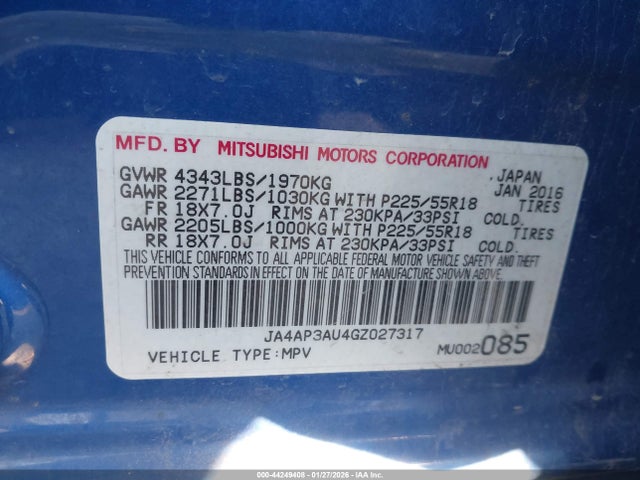 MFD. BY MITSUBISHI MOTORS CORPORATION
GVWR 4343LBS/1970KG , JAPAN
GAWR 2271LBS/1030KG WITH P225/55R18 JAN 2016 TIRES
FR 18X7.0J RIMS AT 230KPA/33PSI COLD.
GAWR 2205LBS/1000KG WITH P225/55R18 TIRES
RR 18X7.0J RIMS AT 230KPA/33PSI COLD.
THIS VEHICLE CONFORMS TO ALL APPLICABLE FEDERAL MOTOR VEHICLE SAFETY AND THEFT
PREVENTION STANDARDS IN EFFECT ON THE DATE OF MANUFACTURE SHOWN ABOVE.
JA4AP3AU4GZ027317
VEHICLE TYPE:MPV MU002085
000-44249408 - 01/27/2026 - IAAHolding, LLC.